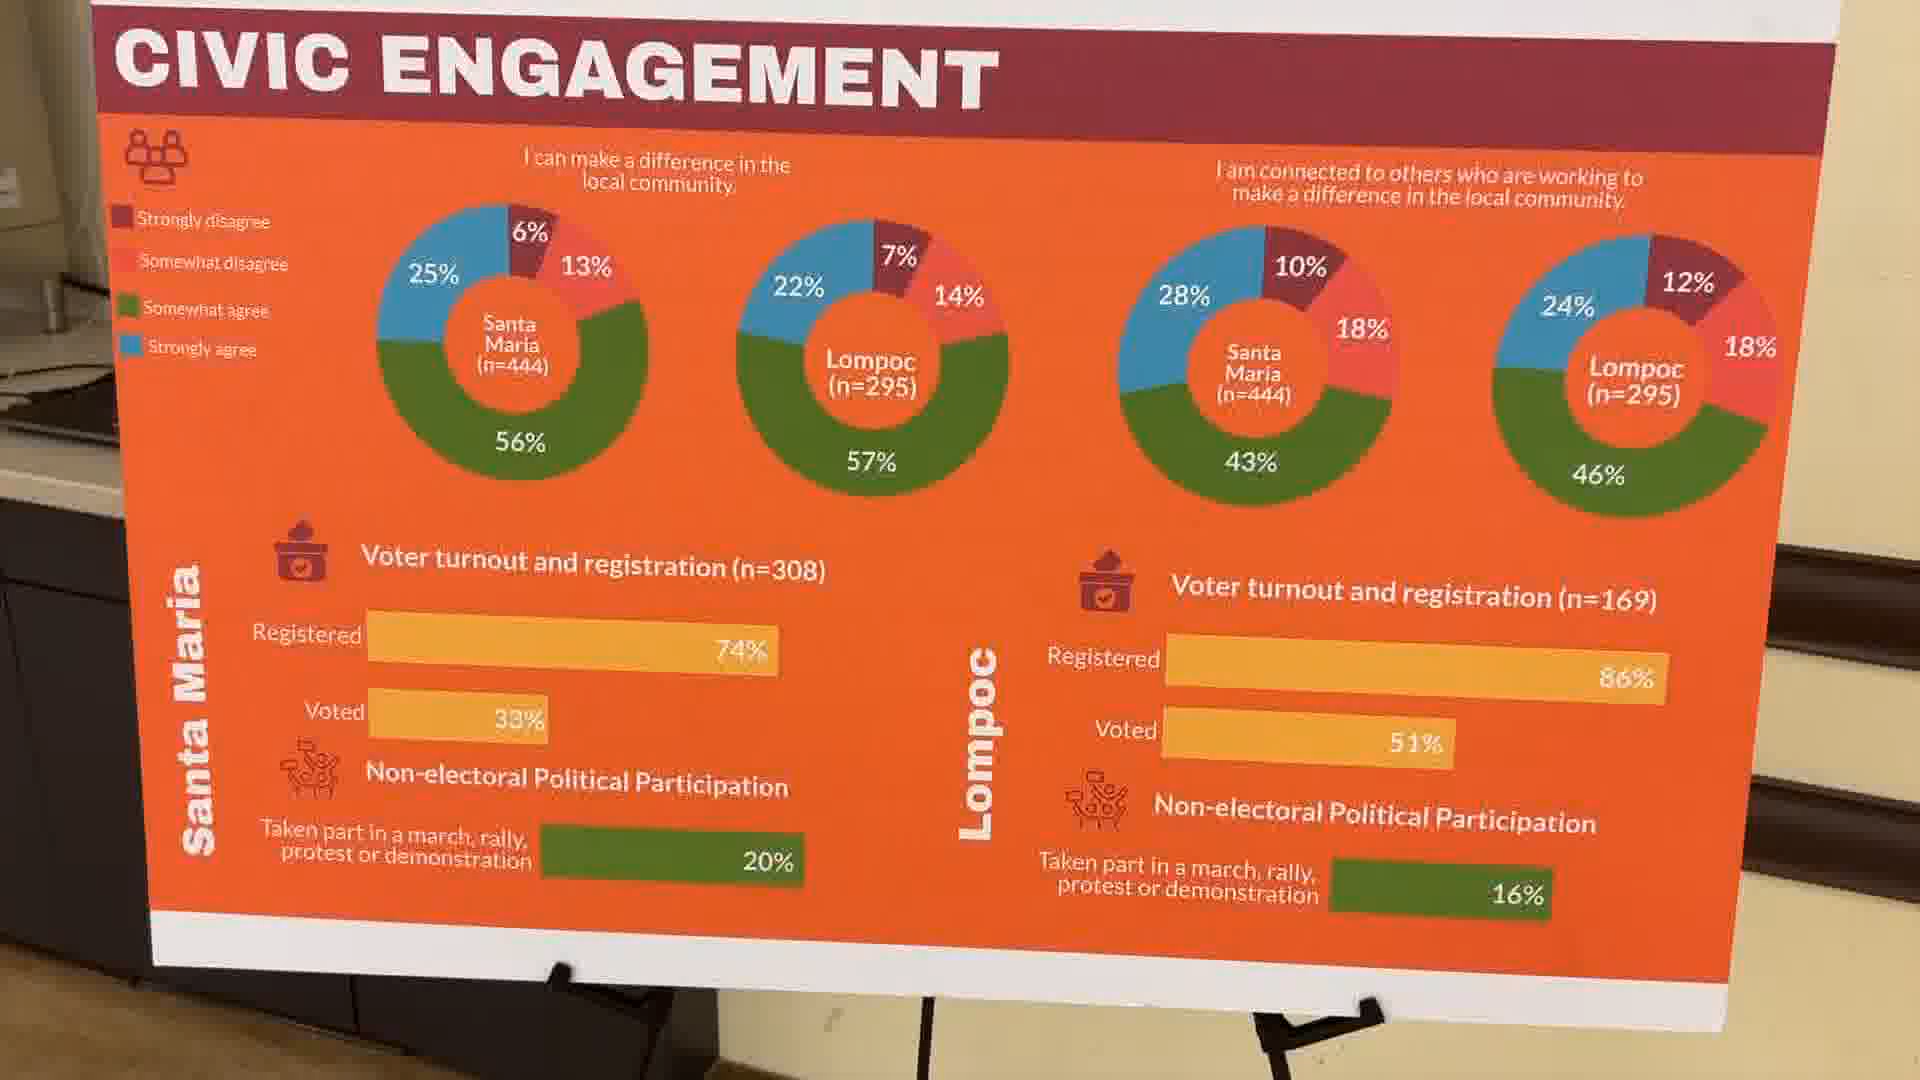 CIVIC ENGAGEMENT
I can make a difference in the
local community.
I am connected to others who are working to
make a difference in the local community.
Strongly disagree
Somewhat disagree
Somewhat agree
Strongly agree
6%
13%
25%
56%
Santa
Maria
(n=444)
7%
14%
22%
57%
Lompoc
(n=295)
10%
18%
28%
43%
Santa
Maria
(n=444)
12%
18%
24%
46%
Lompoc
(n=295)
Santa Maria
Voter turnout and registration (n=308)
Registered
74%
Voted
33%
Non-electoral Political Participation
Taken part in a march, rally,
protest or demonstration
20%
Lompoc
Voter turnout and registration (n=169)
Registered
86%
Voted
51%
Non-electoral Political Participation
Taken part in a march, rally,
protest or demonstration
16%